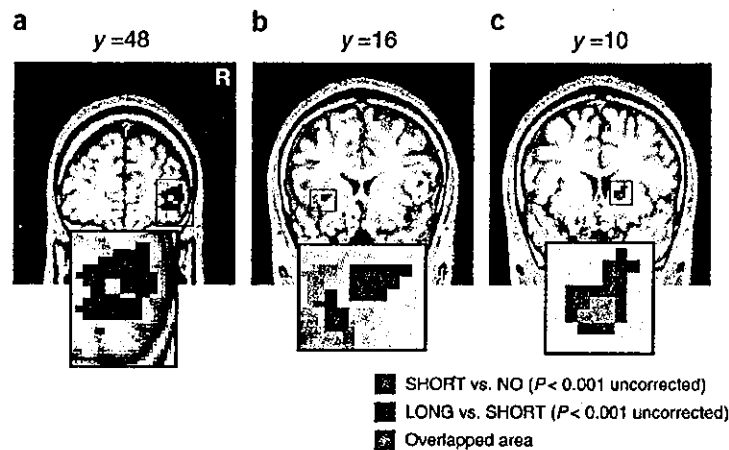 a
y =48
R
b
y =16
c
y =10
SHORT vs. NO (P< 0.001 uncorrected)
LONG vs. SHORT (P< 0.001 uncorrected)
Overlapped area